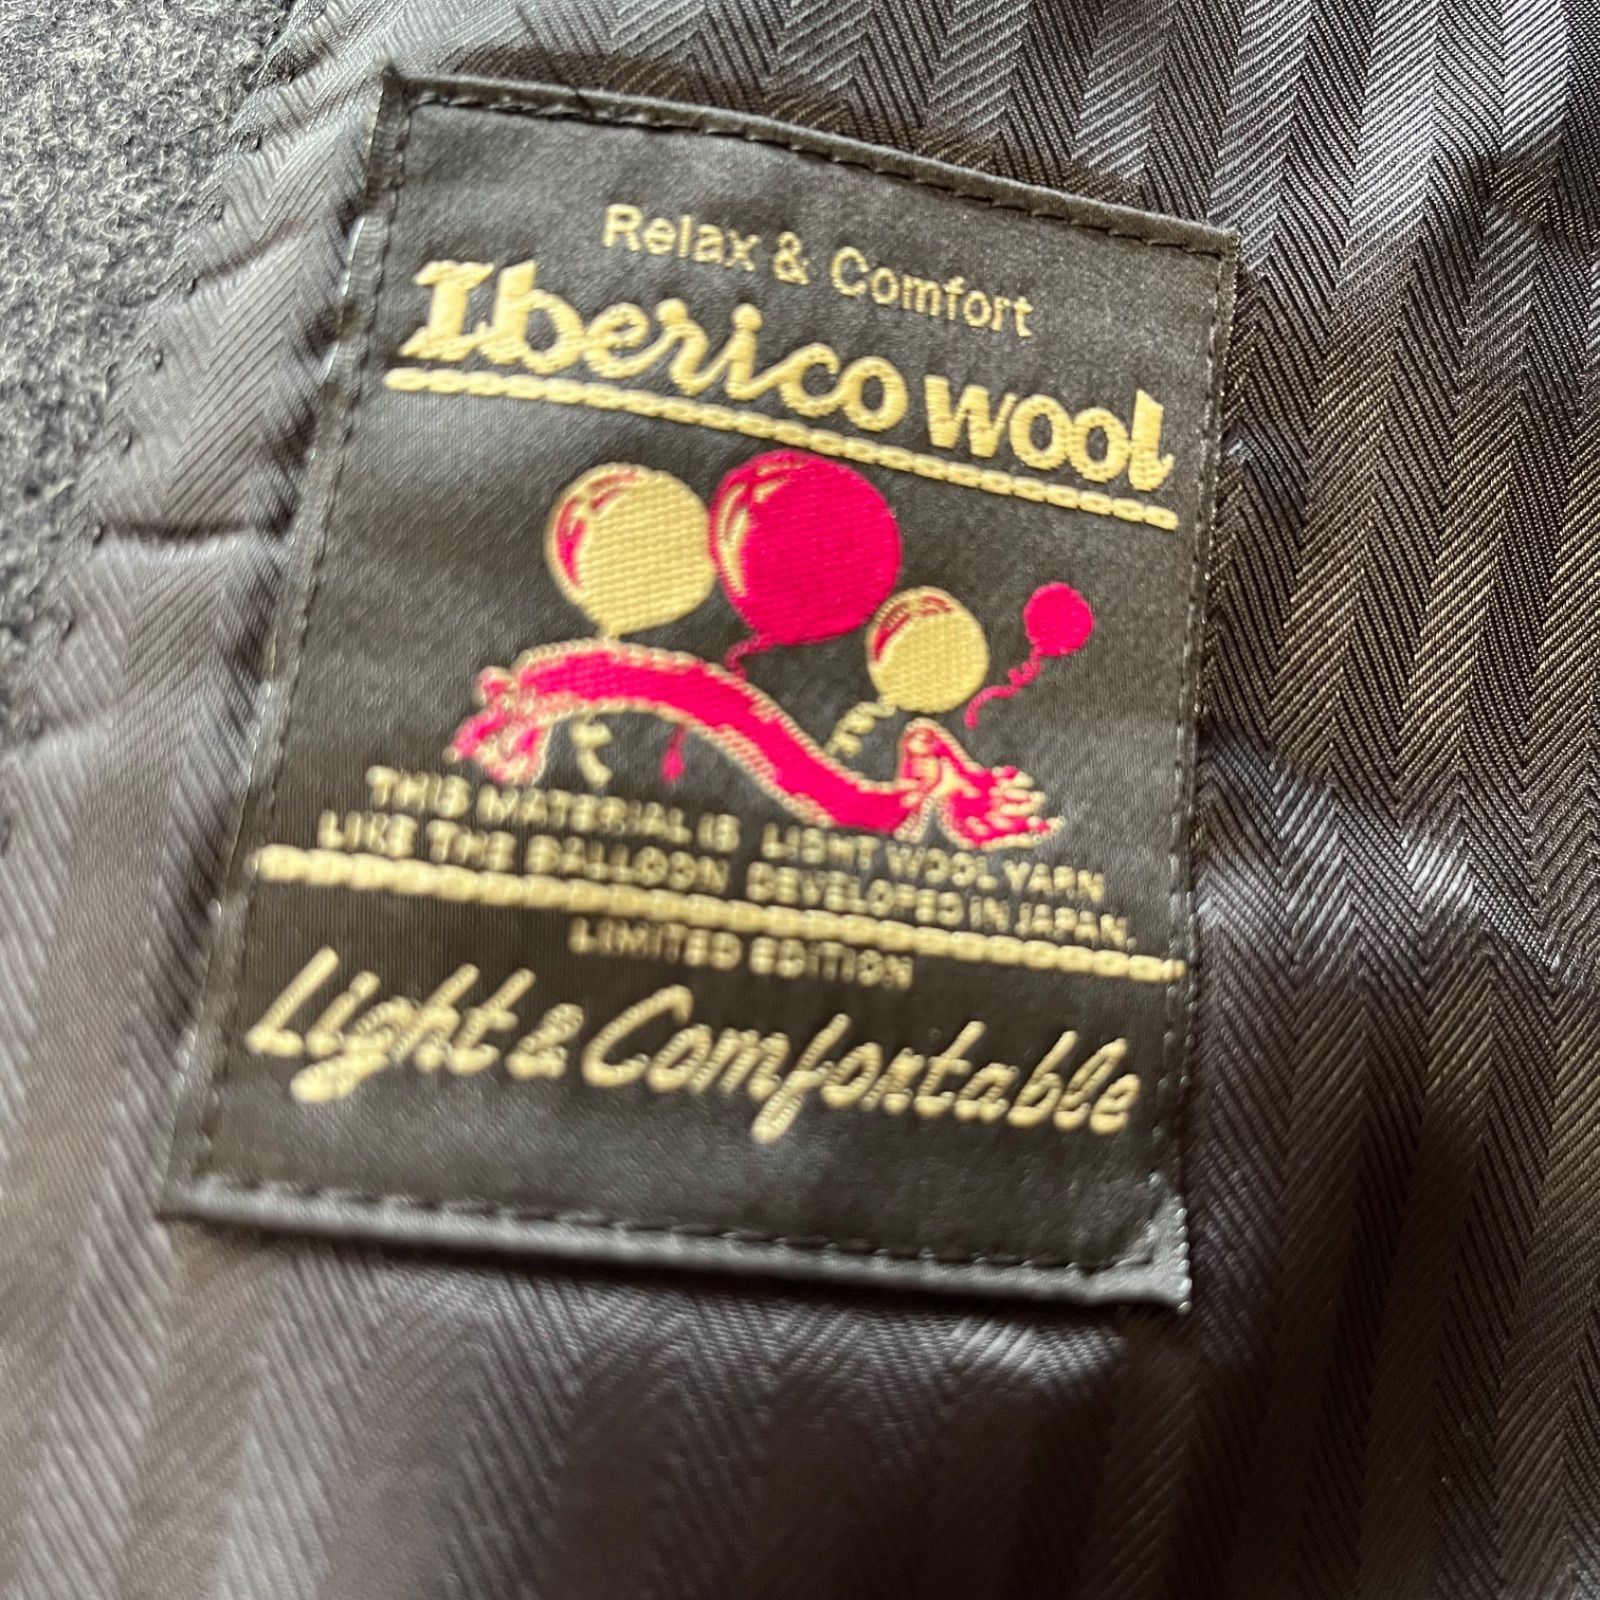 Relax & Comfort
Iberico wool
THIS MATERIAL IS LIGHT WOOL YARN
LIKE THE BALLOON DEVELOPED IN JAPAN.
LIMITED EDITION
Light & Comfortable